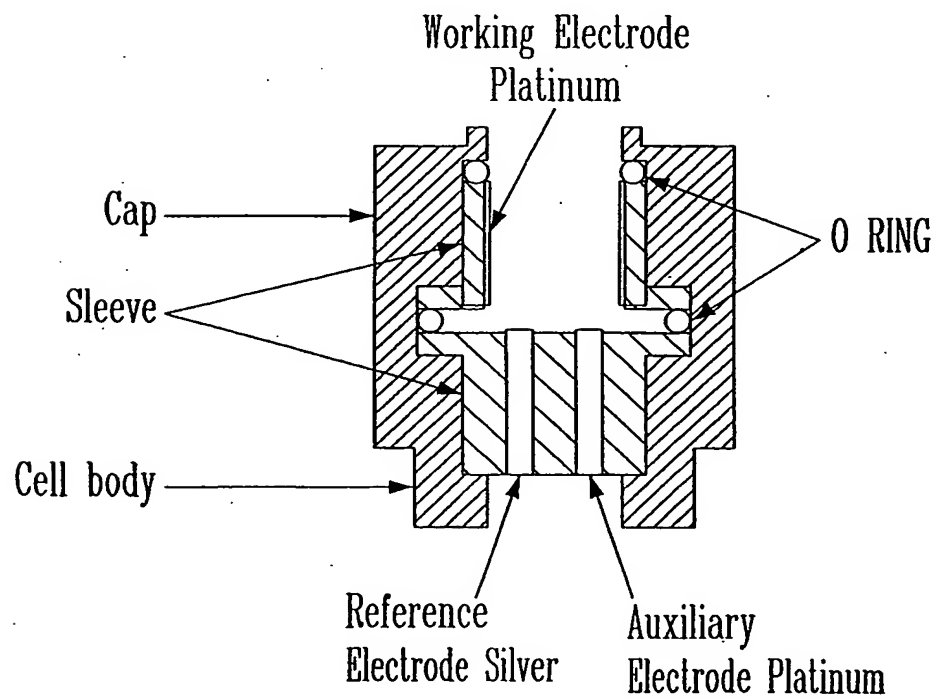 Working Electrode
Platinum
Cap
O RING
Sleeve
Cell body
Reference
Electrode Silver
Auxiliary
Electrode Platinum